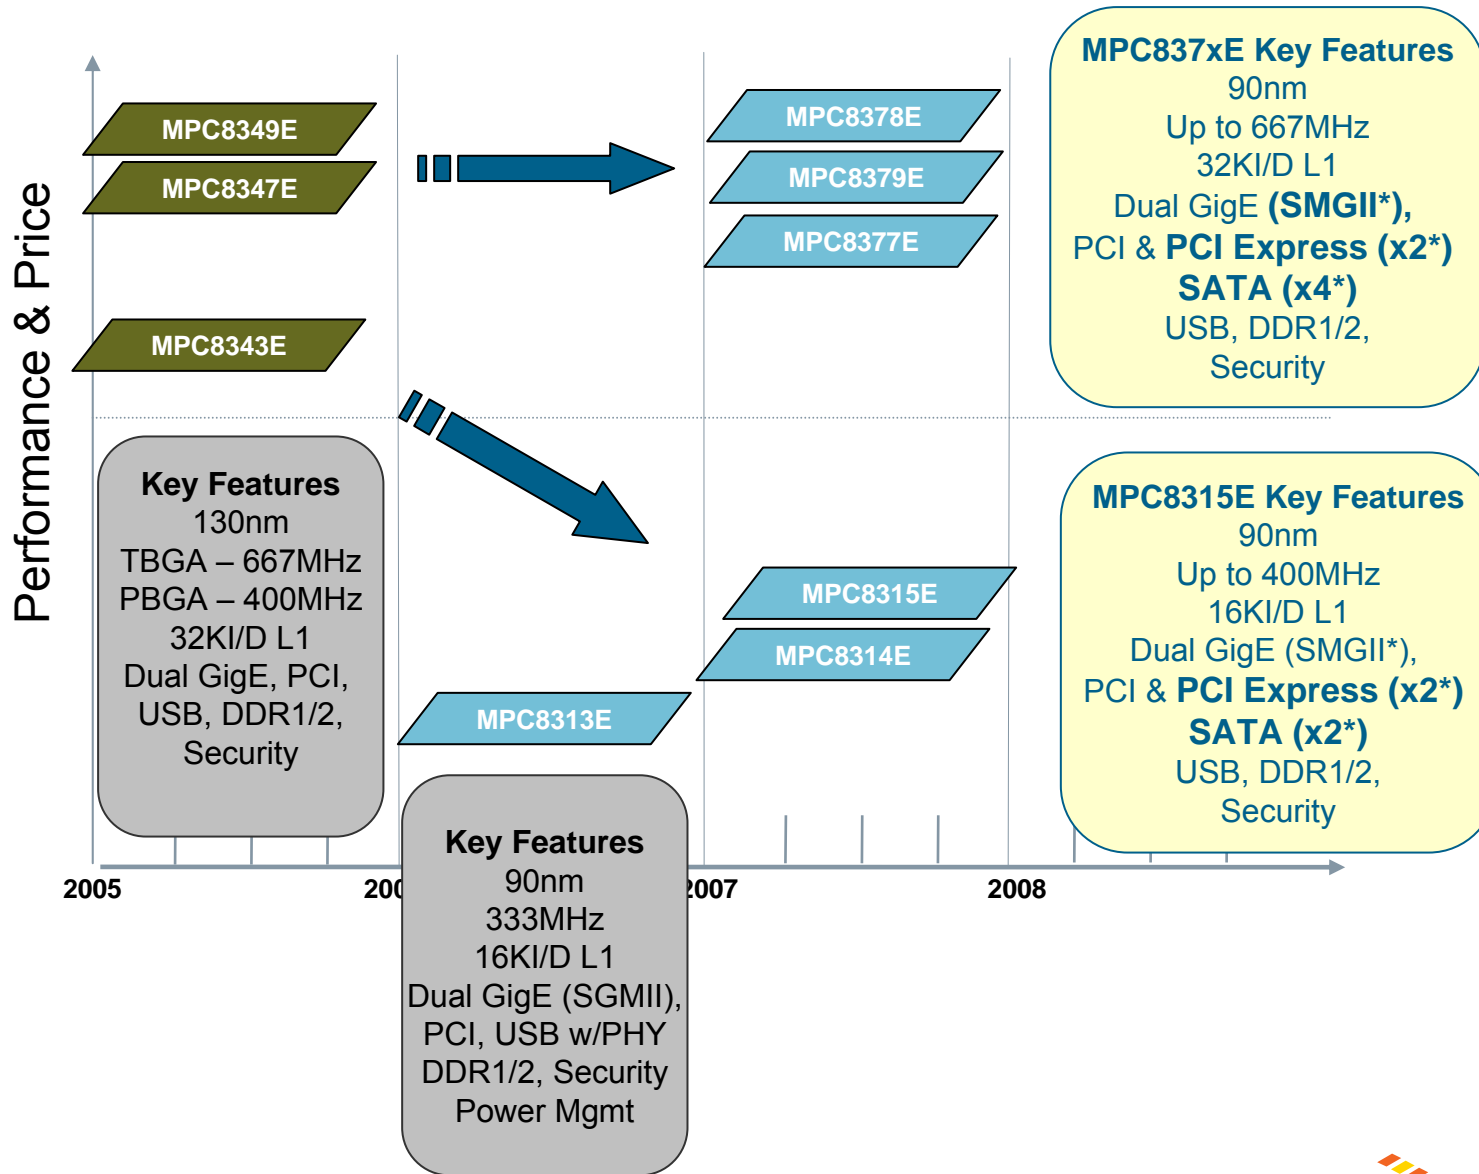 Performance & Price
MPC8349E
MPC8347E
MPC8343E
MPC8378E
MPC8379E
MPC8377E
MPC837xE Key Features
90nm
Up to 667MHz
32KI/D L1
Dual GigE (SMGII*),
PCI & PCI Express (x2*)
SATA (x4*)
USB, DDR1/2,
Security
Key Features
130nm
TBGA – 667MHz
PBGA – 400MHz
32KI/D L1
Dual GigE, PCI,
USB, DDR1/2,
Security
MPC8315E
MPC8314E
MPC8313E
MPC8315E Key Features
90nm
Up to 400MHz
16KI/D L1
Dual GigE (SMGII*),
PCI & PCI Express (x2*)
SATA (x2*)
USB, DDR1/2,
Security
Key Features
90nm
333MHz
16KI/D L1
Dual GigE (SGMII),
PCI, USB w/PHY
DDR1/2, Security
Power Mgmt
2005
2007
2008